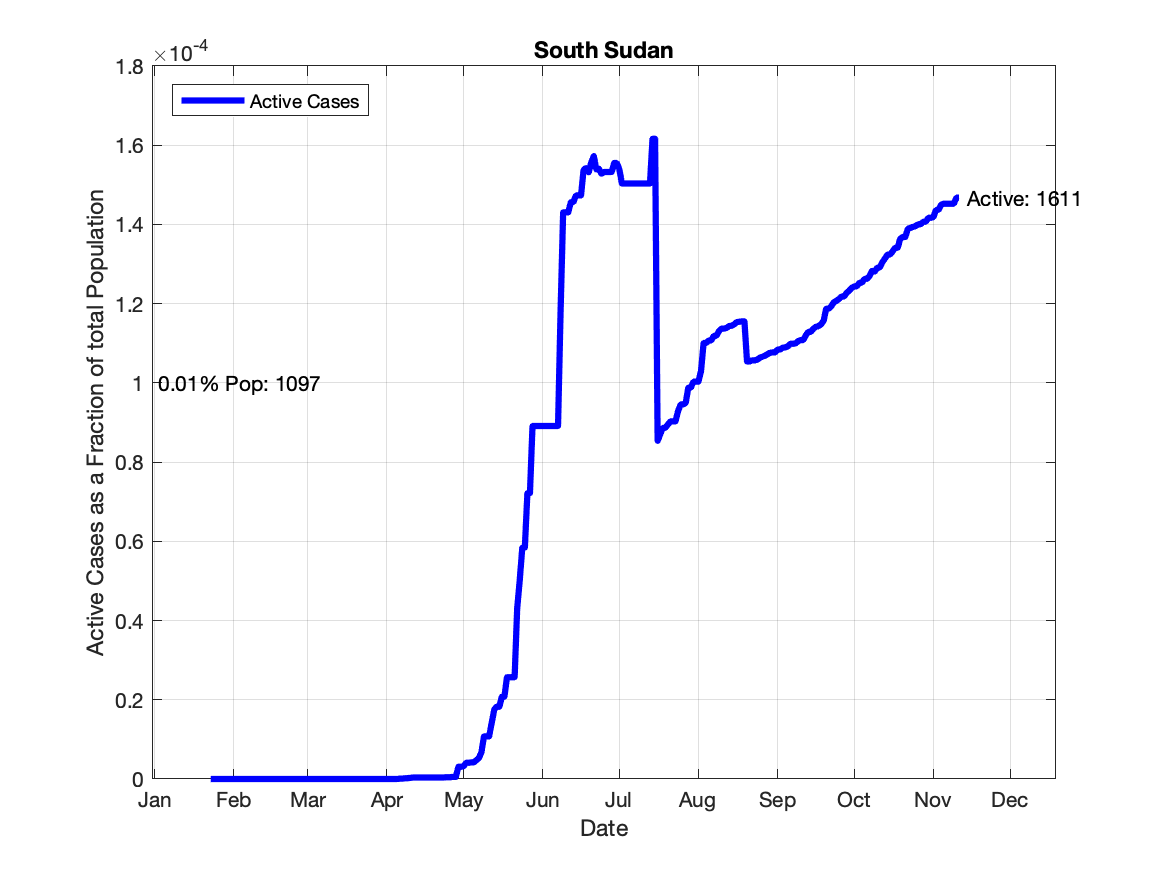 South Sudan
×10-4
1.8
1.6
1.4
1.2
1
0.8
0.6
0.4
0.2
0
Active Cases as a Fraction of total Population
Active Cases
Active: 1611
0.01% Pop: 1097
Jan Feb Mar Apr May Jun Jul Aug Sep Oct Nov Dec
Date